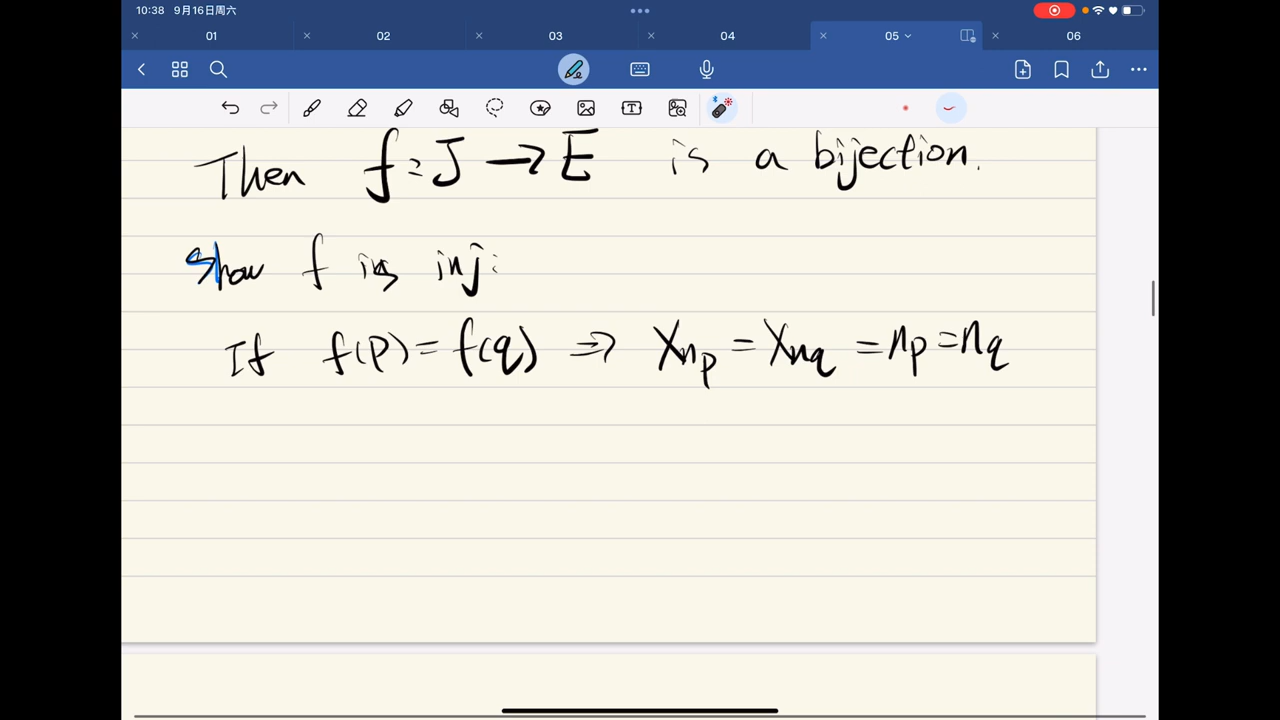 10:38 9月16日周六
01 02 03 04 05 06
Then f: J → E is a bijection.
Show f is inj:
If f(p) = f(q) ⇒ x_{n_p} = x_{n_q} = n_p = n_q